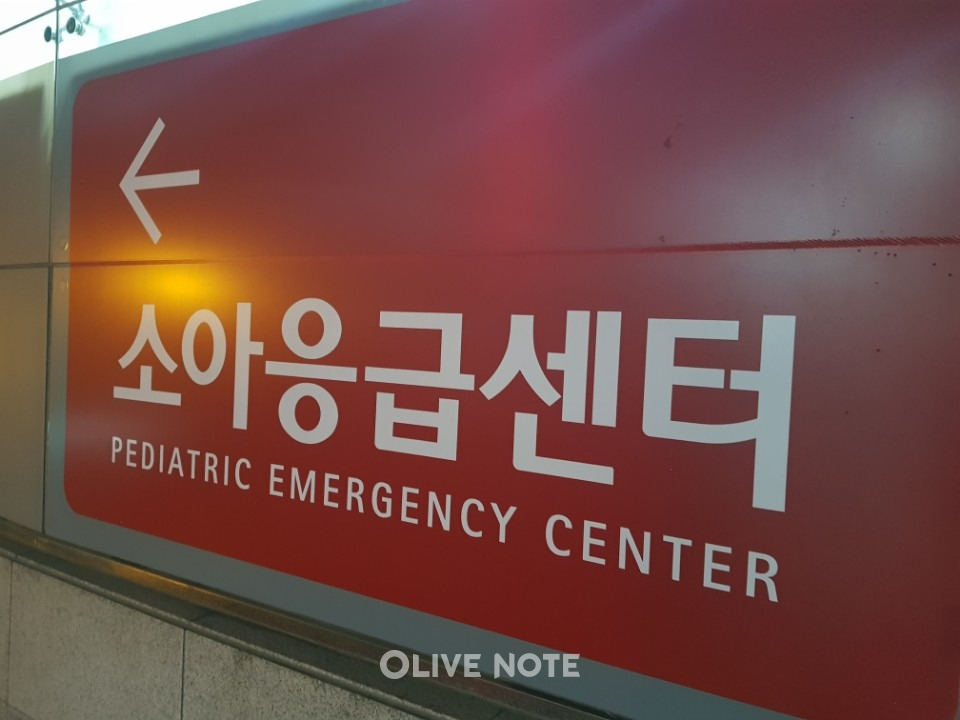 소아응급센터
PEDIATRIC EMERGENCY CENTER
OLIVE NOTE